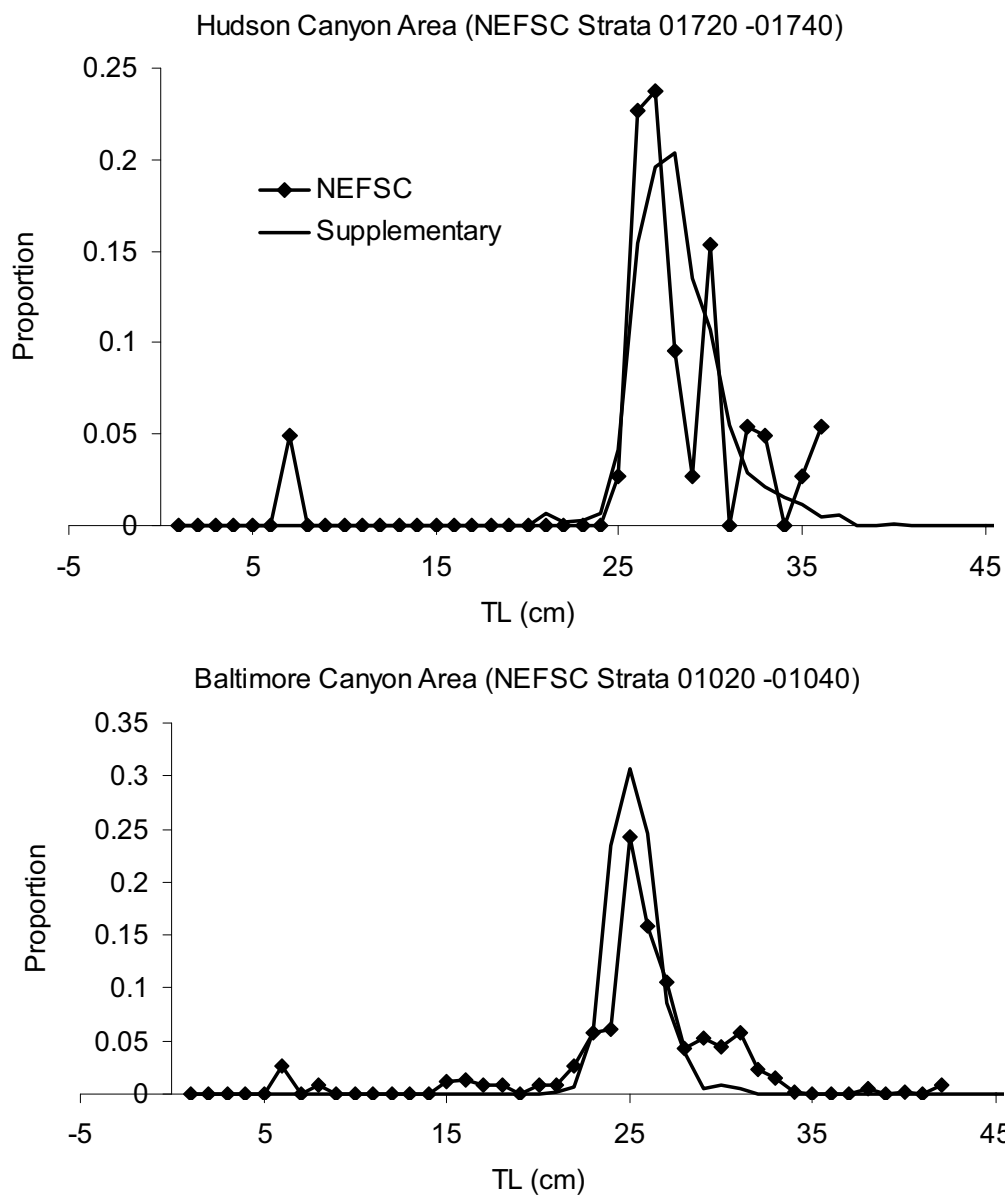 Hudson Canyon Area (NEFSC Strata 01720 -01740)
0.25
0.2
0.15
0.1
0.05
0
Proportion
NEFSC
Supplementary
-5 5 15 25 35 45
TL (cm)
Baltimore Canyon Area (NEFSC Strata 01020 -01040)
0.35
0.3
0.25
0.2
0.15
0.1
0.05
0
Proportion
-5 5 15 25 35 45
TL (cm)